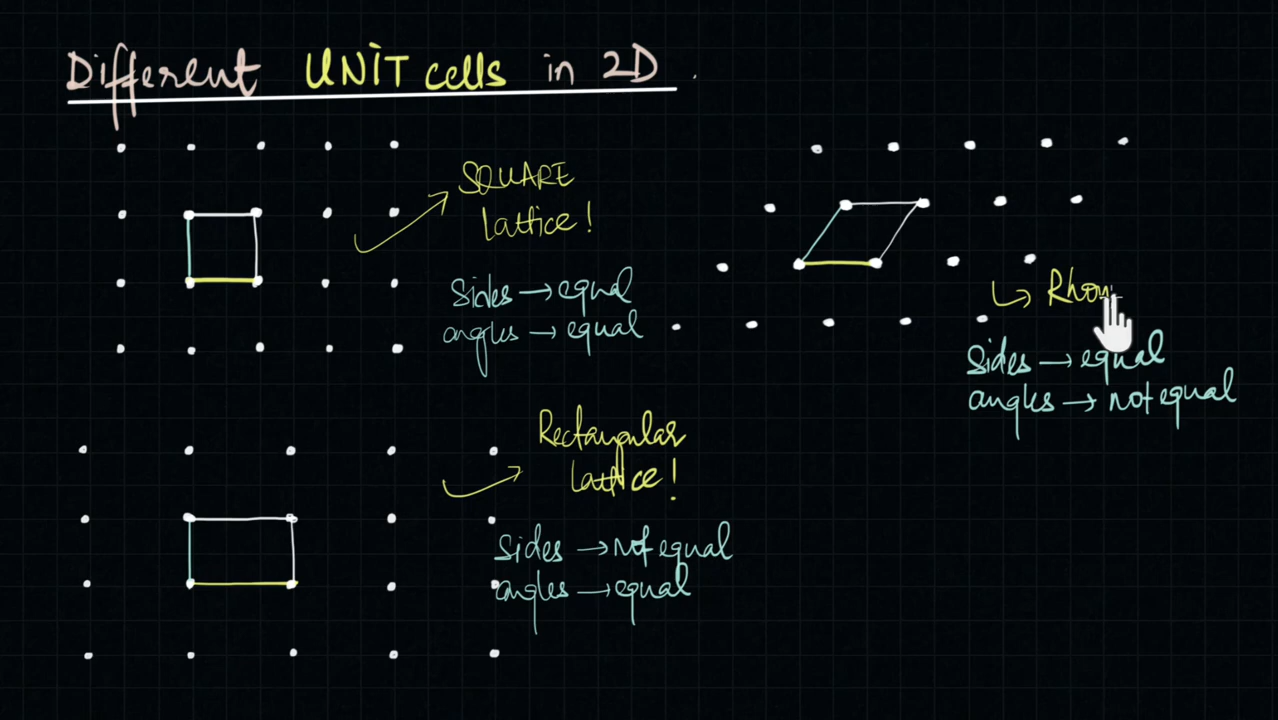 Different UNIT cells in 2D.
SQUARE
lattice!
Sides → equal
angles → equal
Rectangular
lattice!
Sides → not equal
angles → equal
↳ Rhom
Sides → equal
angles → not equal